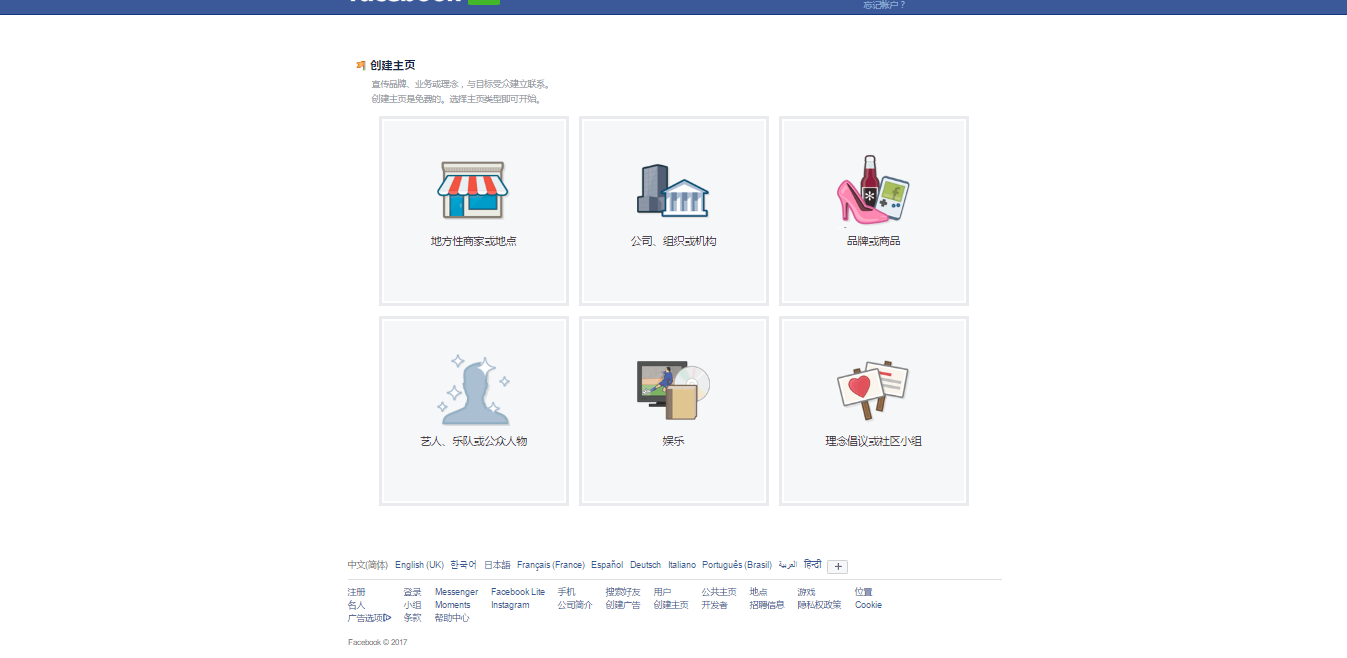 facebook
忘记帐户？
创建主页
宣传品牌、业务或理念，与目标受众建立联系。
创建主页是免费的。选择主页类型即可开始。
地方性商家或地点
公司、组织或机构
品牌或商品
艺人、乐队或公众人物
娱乐
理念倡议或社区小组
中文(简体) English (UK) 한국어 日本語 Français (France) Español Deutsch Italiano Português (Brasil) العربية हिन्दी +
注册 登录 Messenger Facebook Lite 手机 搜索好友 用户 公共主页 地点 游戏 位置
名人 小组 Moments Instagram 公司简介 创建广告 创建主页 开发者 招聘信息 隐私权政策 Cookie
广告选项 条款 帮助中心
Facebook © 2017